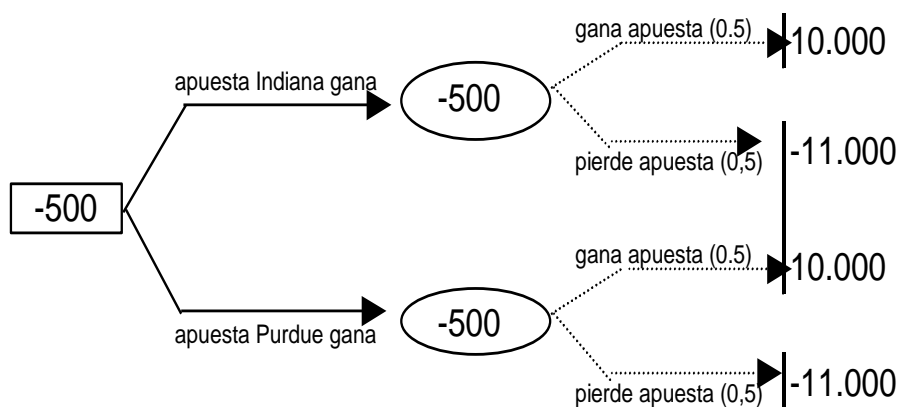 gana apuesta (0.5)
10.000
apuesta Indiana gana
-500
pierde apuesta (0,5)
-11.000
-500
gana apuesta (0.5)
10.000
apuesta Purdue gana
-500
pierde apuesta (0,5)
-11.000